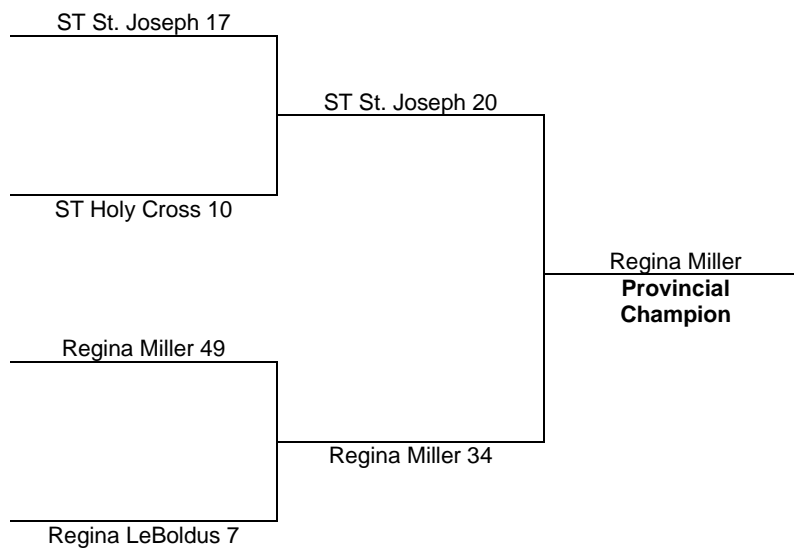 ST St. Joseph 17
ST St. Joseph 20
ST Holy Cross 10
Regina Miller
Provincial
Champion
Regina Miller 49
Regina Miller 34
Regina LeBoldus 7